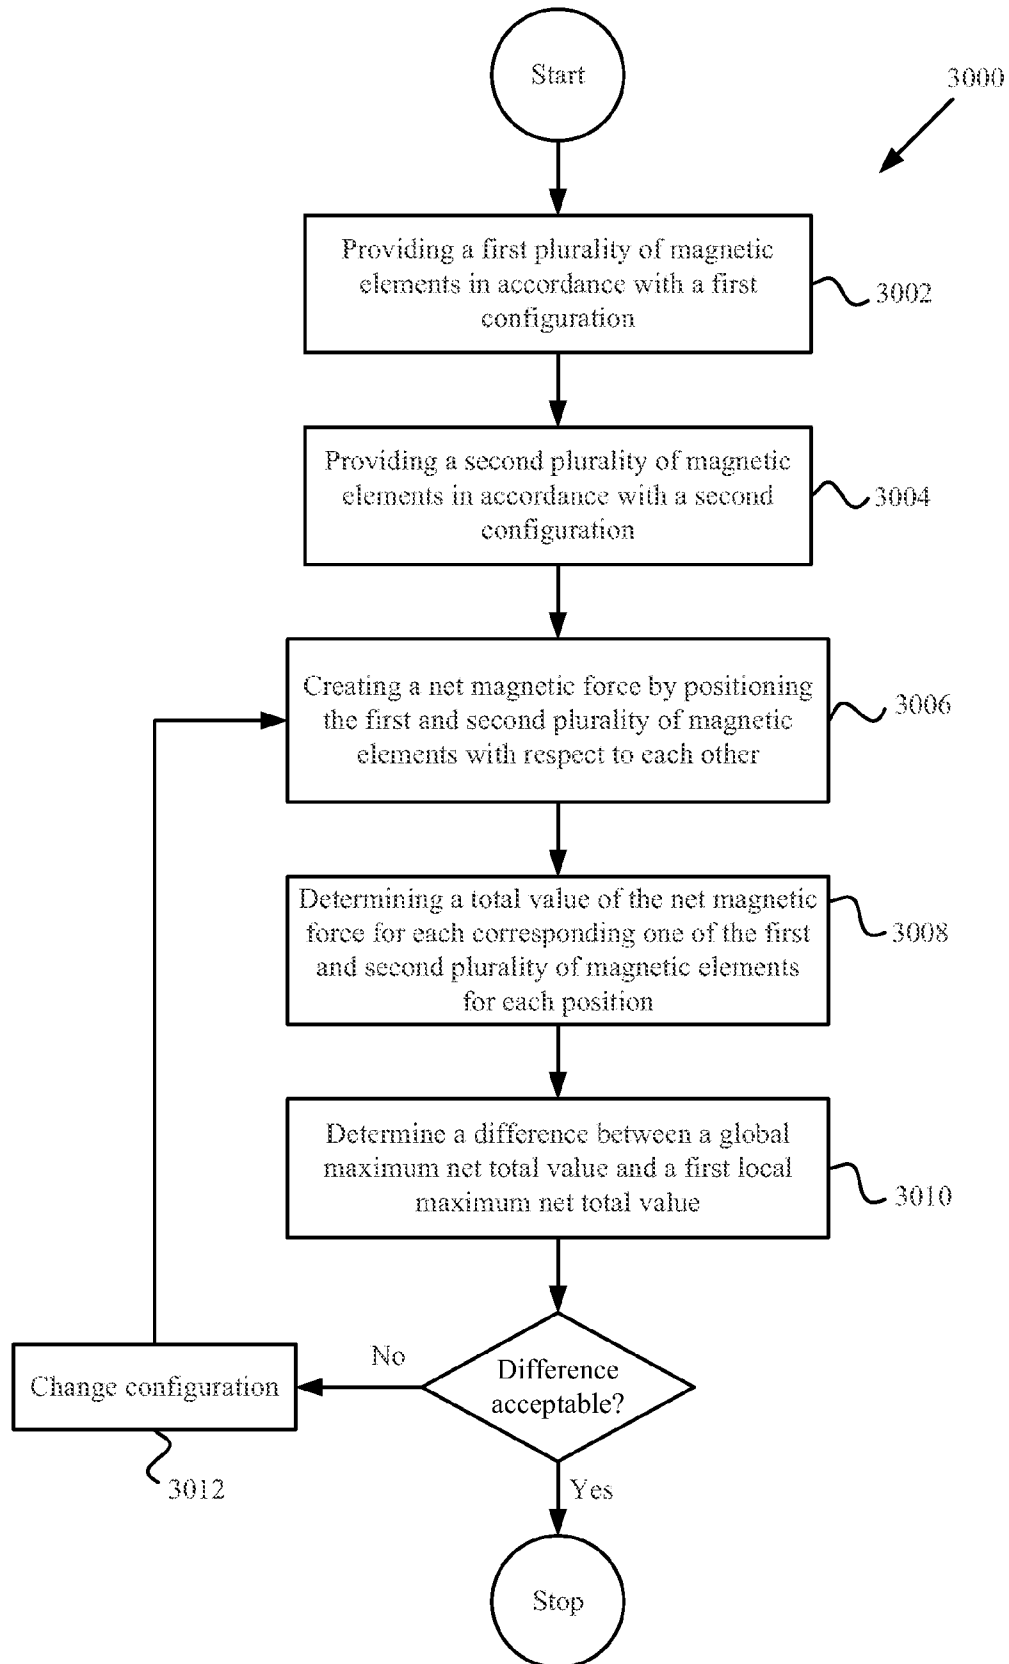 Start
3000
Providing a first plurality of magnetic
elements in accordance with a first
configuration
3002
Providing a second plurality of magnetic
elements in accordance with a second
configuration
3004
Creating a net magnetic force by positioning
the first and second plurality of magnetic
elements with respect to each other
3006
Determining a total value of the net magnetic
force for each corresponding one of the first
and second plurality of magnetic elements
for each position
3008
Determine a difference between a global
maximum net total value and a first local
maximum net total value
3010
Difference
acceptable?
No
Change configuration
3012
Yes
Stop